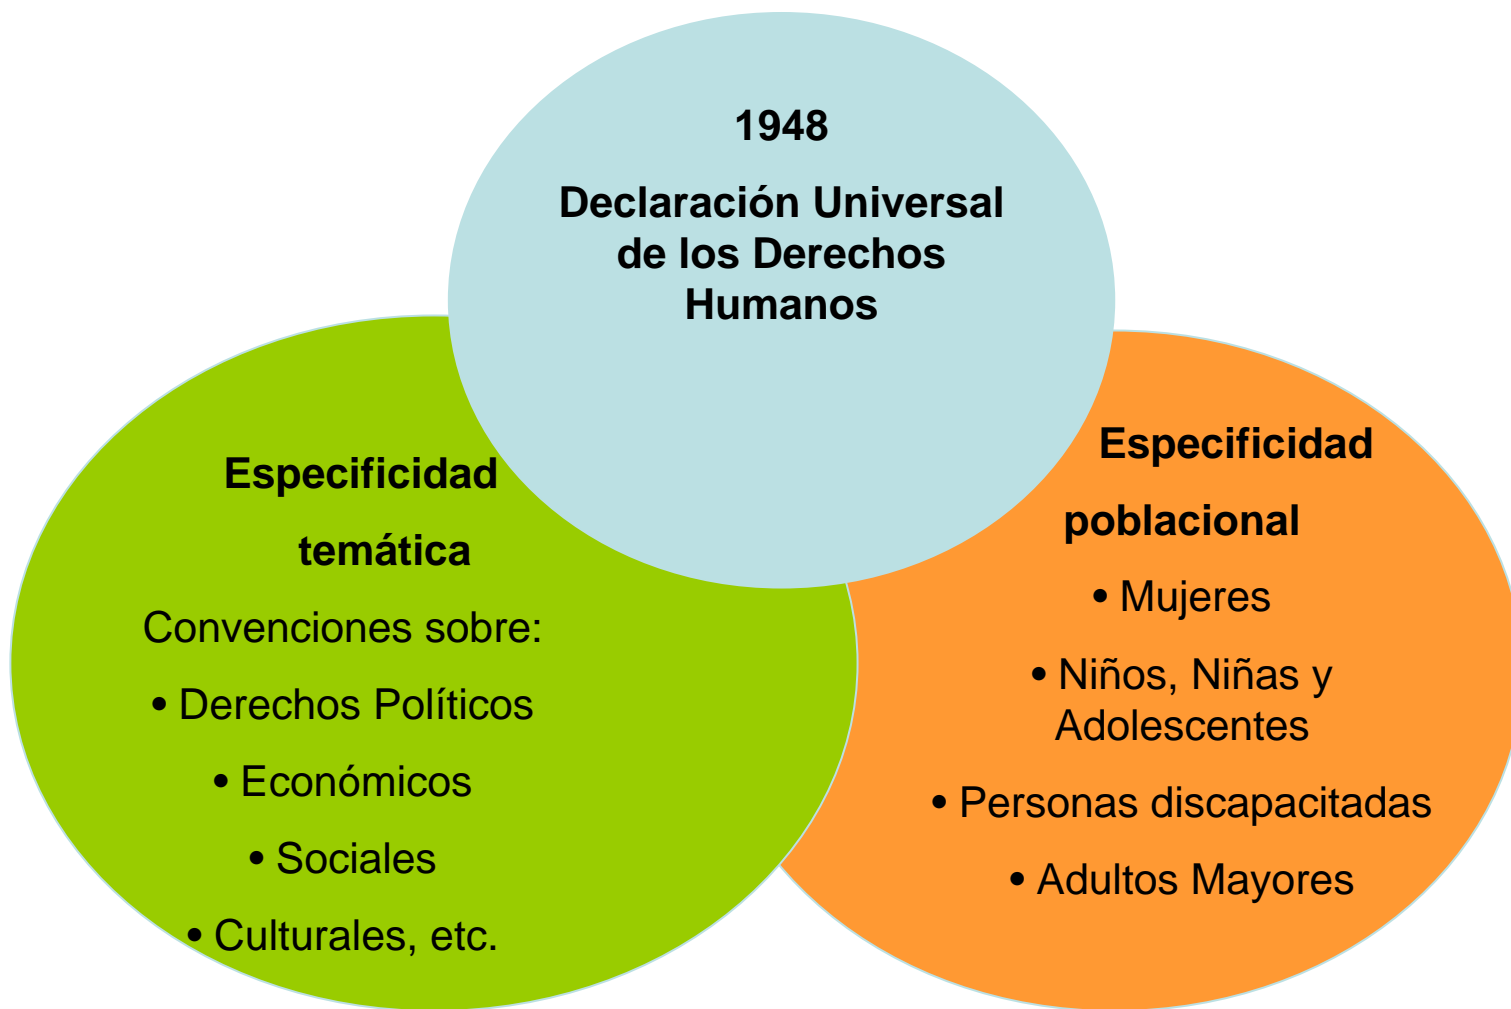 1948
Declaración Universal
de los Derechos
Humanos
Especificidad
temática
Convenciones sobre:
• Derechos Políticos
• Económicos
• Sociales
• Culturales, etc.
Especificidad
poblacional
• Mujeres
• Niños, Niñas y
Adolescentes
• Personas discapacitadas
• Adultos Mayores